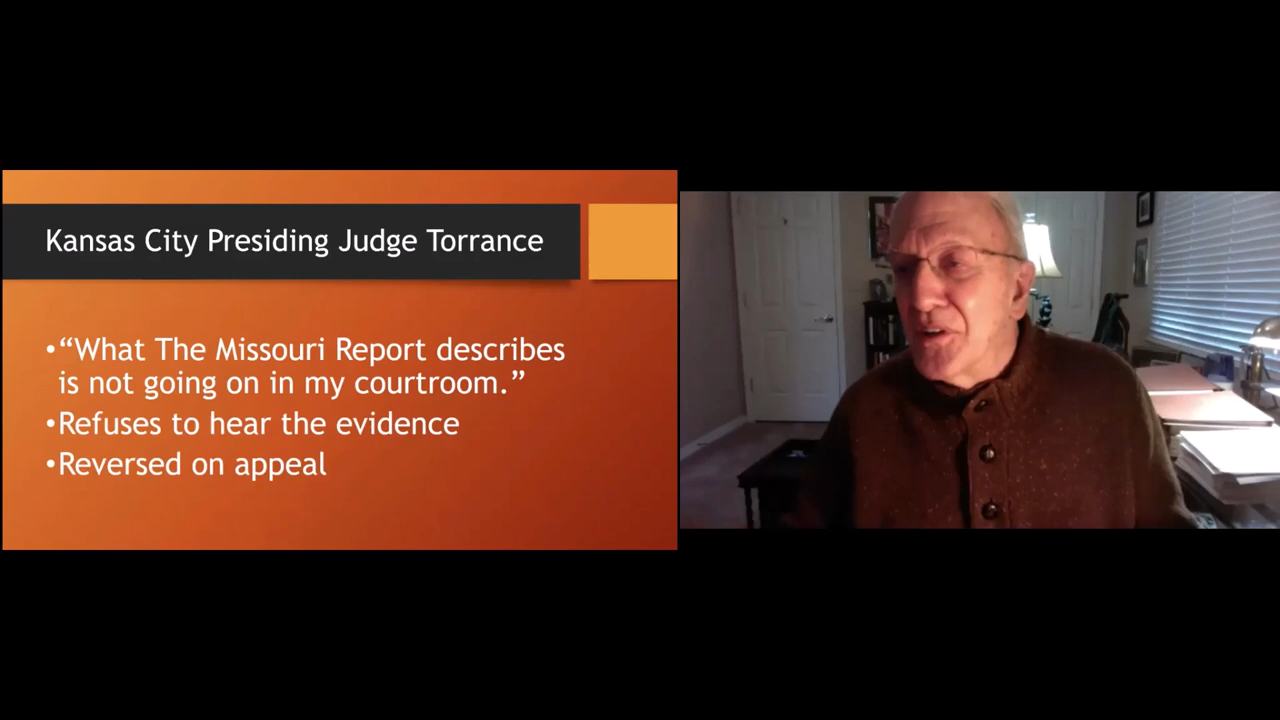 Kansas City Presiding Judge Torrance
•“What The Missouri Report describes
is not going on in my courtroom.”
•Refuses to hear the evidence
•Reversed on appeal